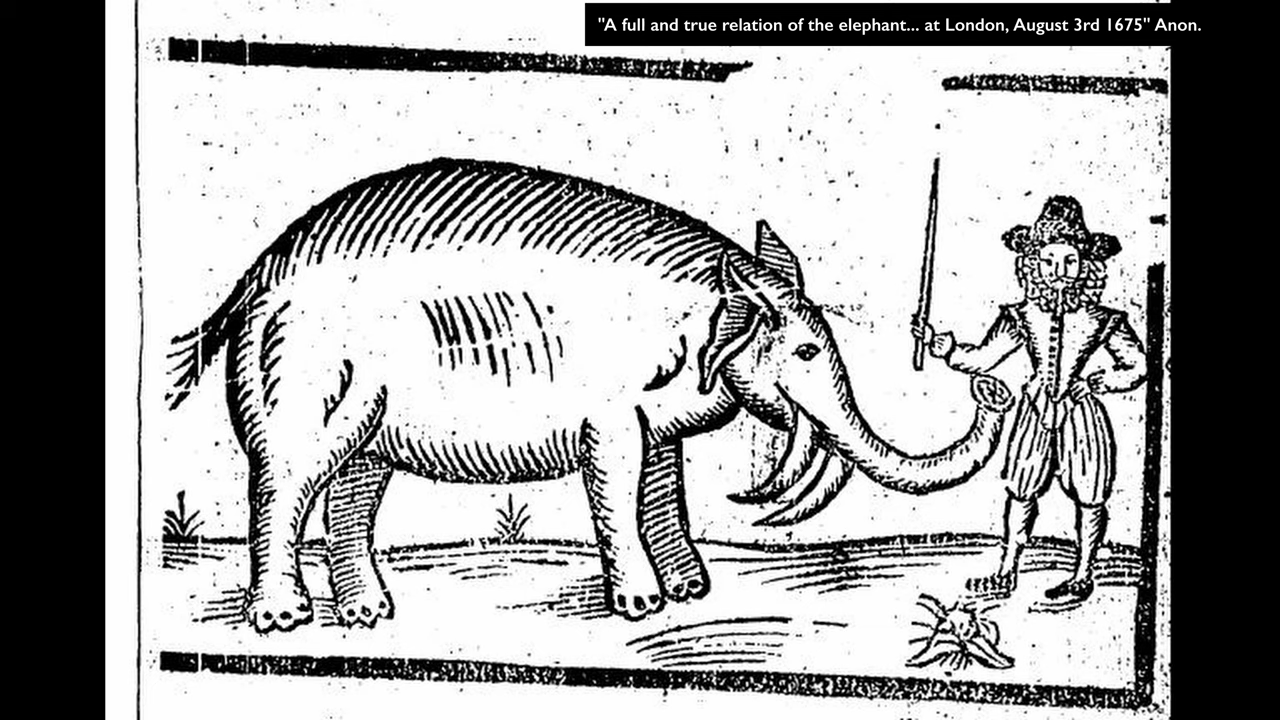 "A full and true relation of the elephant... at London, August 3rd 1675" Anon.